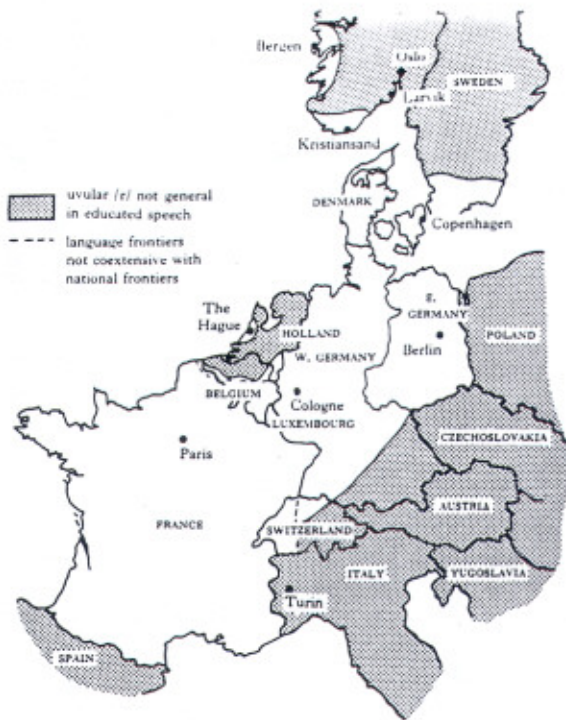 Bergen
Oslo
SWEDEN
Larvik
Kristiansand
uvular /r/ not general
in educated speech
DENMARK
Copenhagen
language frontiers
not coextensive with
national frontiers
The
Hague
HOLLAND
E.
GERMANY
POLAND
W. GERMANY
Berlin
BELGIUM
Cologne
LUXEMBOURG
CZECHOSLOVAKIA
Paris
AUSTRIA
FRANCE
SWITZERLAND
ITALY
YUGOSLAVIA
Turin
SPAIN